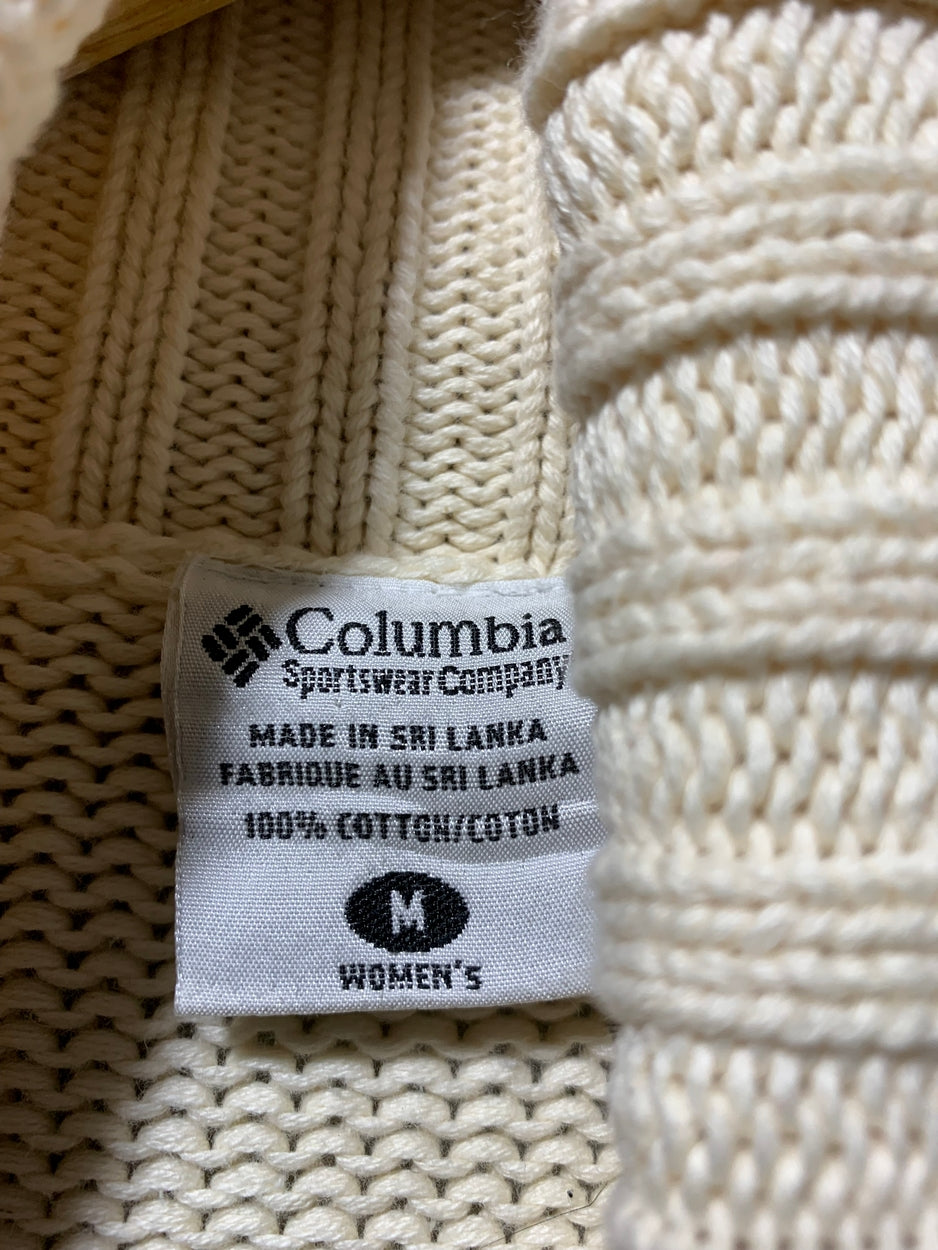 Columbia
Sportswear Company
MADE IN SRI LANKA
FABRIQUE AU SRI LANKA
100% COTTON/COTON
M
WOMEN'S